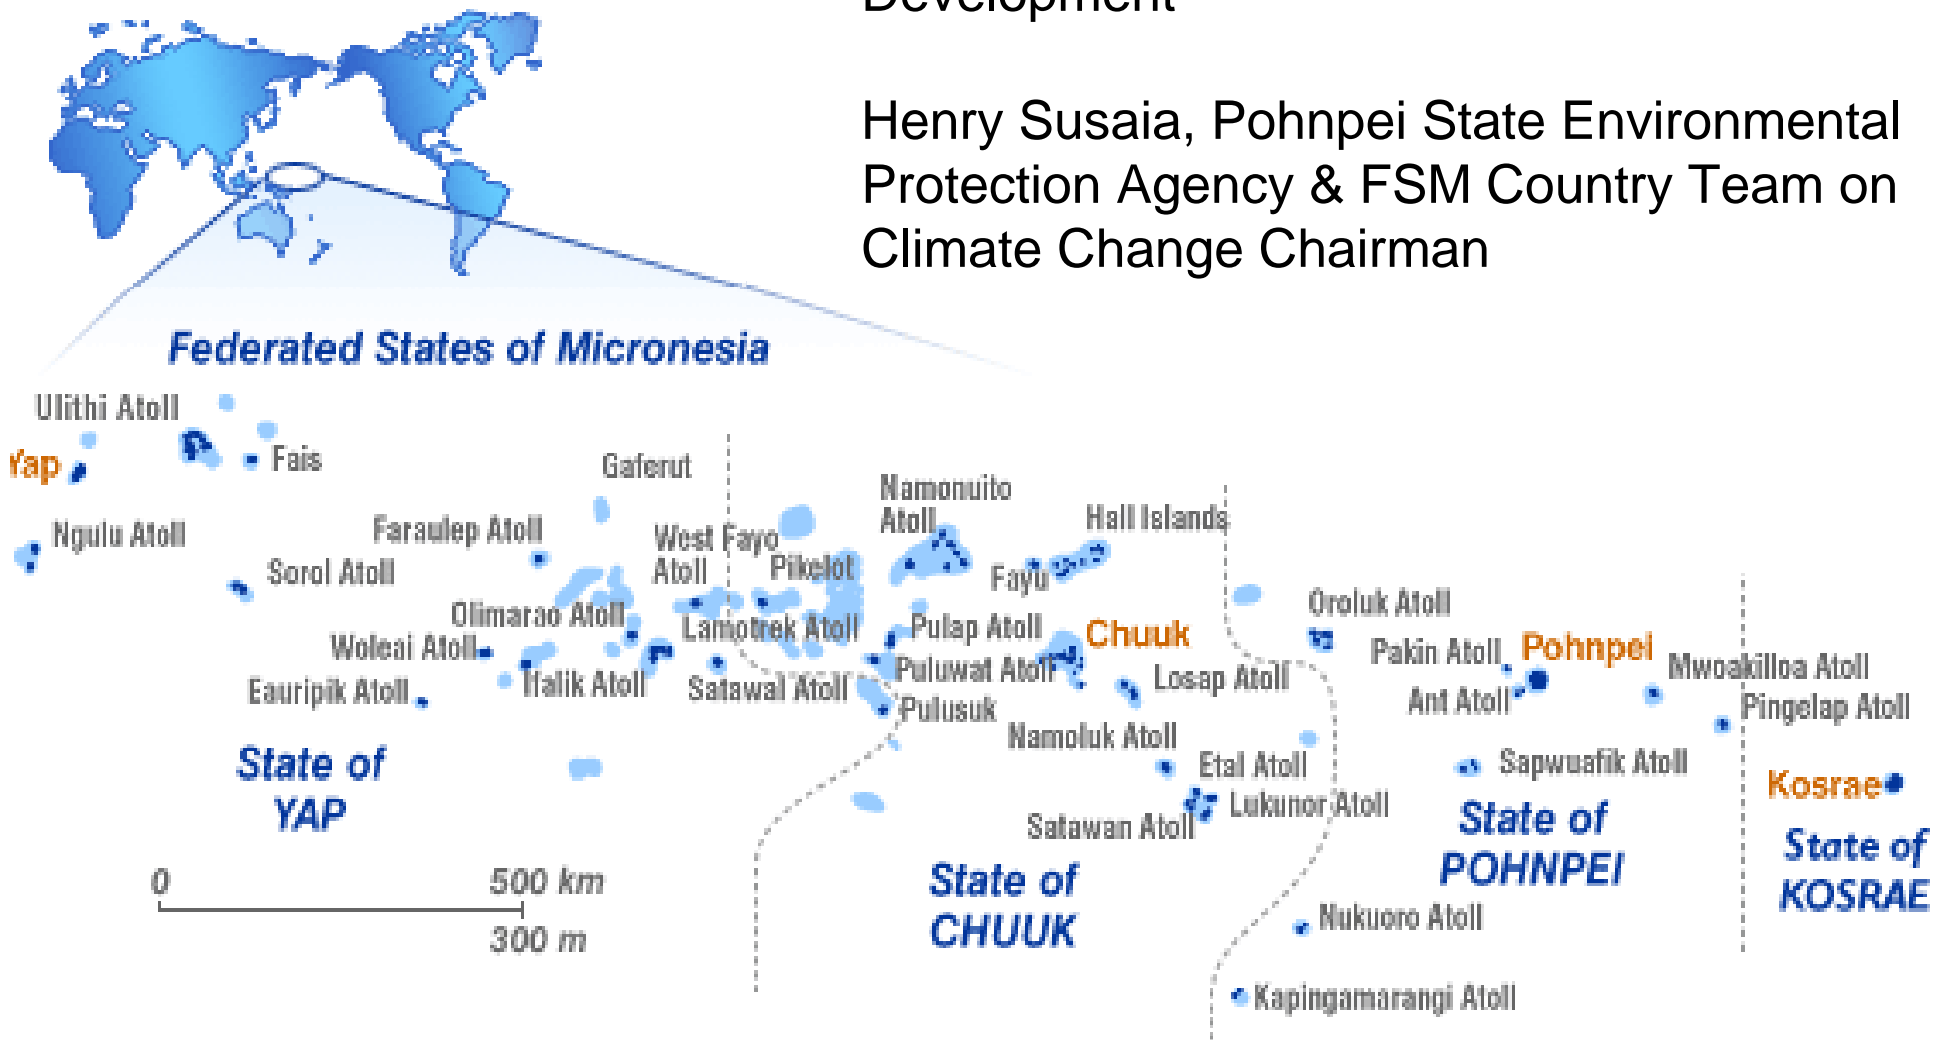 Development
Henry Susaia, Pohnpei State Environmental
Protection Agency & FSM Country Team on
Climate Change Chairman
Federated States of Micronesia
Ulithi Atoll
Yap
Fais
Gaferut
Namonuito
Atoll
Hall Islands
Ngulu Atoll
Faraulep Atoll
West Fayo
Atoll
Pikelot
Fayu
Sorol Atoll
Olimarao Atoll
Lamotrek Atoll
Pulap Atoll
Chuuk
Oroluk Atoll
Woleai Atoll
Puluwat Atoll
Losap Atoll
Pakin Atoll
Pohnpei
Mwoakilloa Atoll
Eauripik Atoll
Ifalik Atoll
Satawal Atoll
Pulusuk
Ant Atoll
Pingelap Atoll
Namoluk Atoll
Etal Atoll
Sapwuafik Atoll
Kosrae
State of
YAP
Lukunor Atoll
Satawan Atoll
State of
POHNPEI
State of
KOSRAE
0
500 km
300 m
State of
CHUUK
Nukuoro Atoll
Kapingamarangi Atoll